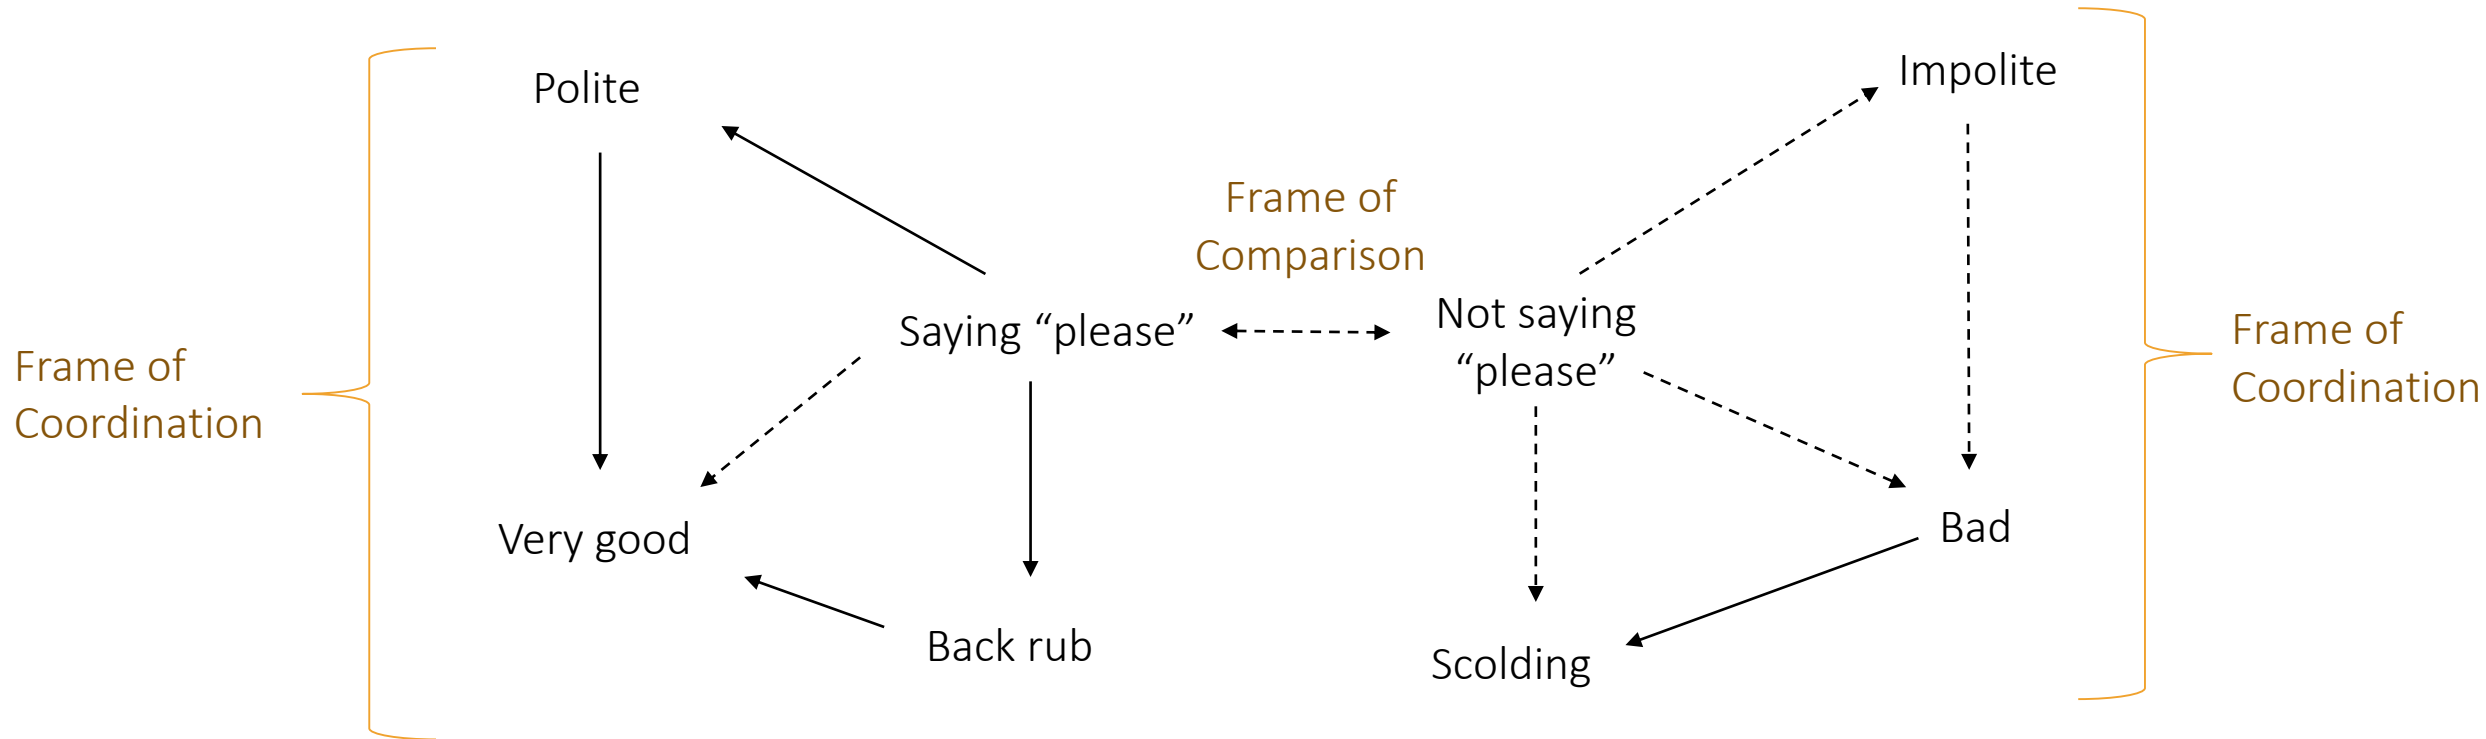 Polite
Impolite
Frame of
Comparison
Saying “please”
Not saying
“please”
Frame of
Coordination
Frame of
Coordination
Very good
Bad
Back rub
Scolding